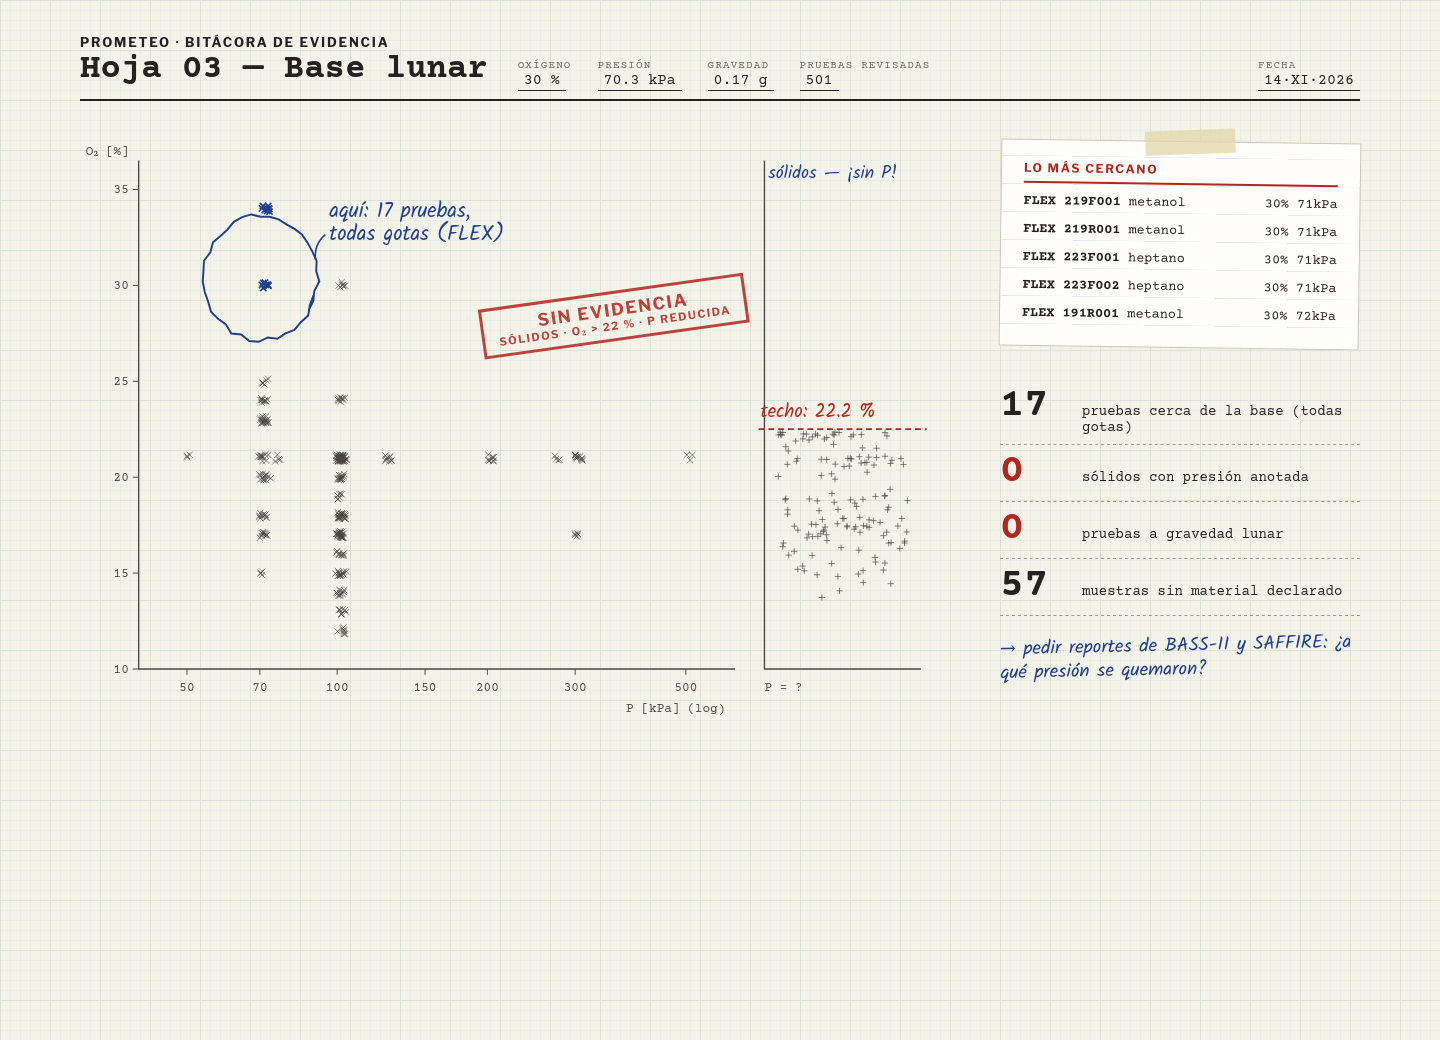 PROMETEO · BITÁCORA DE EVIDENCIA
Hoja 03 — Base lunar
OXÍGENO
30 %
PRESIÓN
70.3 kPa
GRAVEDAD
0.17 g
PRUEBAS REVISADAS
501
FECHA
14·XI·2026
O₂ [%]
35
30
25
20
15
10
50
70
100
150
200
300
500
P [kPa] (log)
aquí: 17 pruebas,
todas gotas (FLEX)
SIN EVIDENCIA
SÓLIDOS · O₂ > 22 % · P REDUCIDA
sólidos — ¡sin P!
techo: 22.2 %
P = ?
LO MÁS CERCANO
FLEX 219F001 metanol 30% 71kPa
FLEX 219R001 metanol 30% 71kPa
FLEX 223F001 heptano 30% 71kPa
FLEX 223F002 heptano 30% 71kPa
FLEX 191R001 metanol 30% 72kPa
17 pruebas cerca de la base (todas
gotas)
0 sólidos con presión anotada
0 pruebas a gravedad lunar
57 muestras sin material declarado
→ pedir reportes de BASS-II y SAFFIRE: ¿a
qué presión se quemaron?